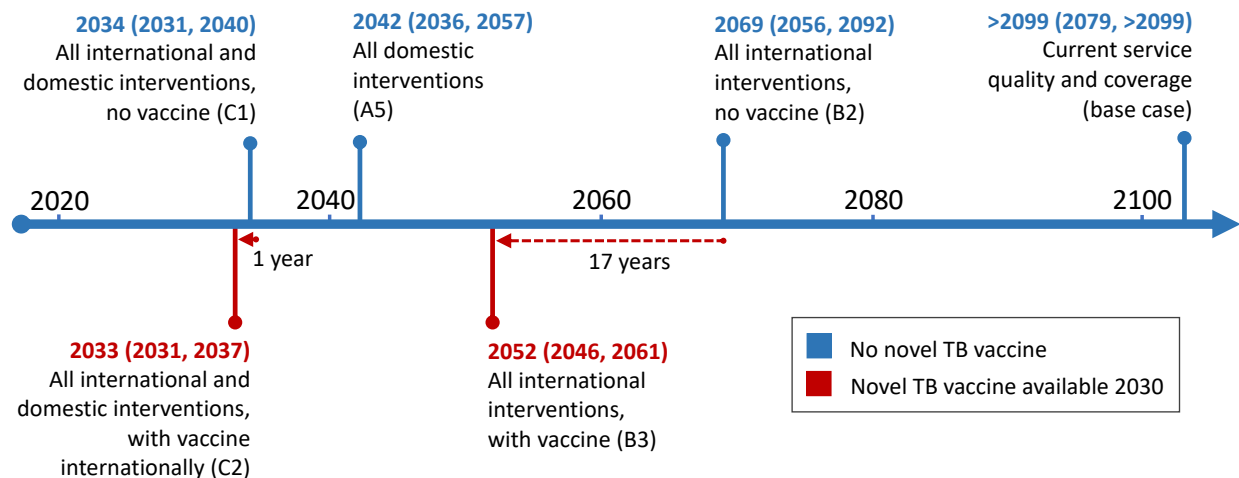 2034 (2031, 2040)
All international and
domestic interventions,
no vaccine (C1)
2042 (2036, 2057)
All domestic
interventions
(A5)
2069 (2056, 2092)
All international
interventions,
no vaccine (B2)
>2099 (2079, >2099)
Current service
quality and coverage
(base case)
2020
2040
2060
2080
2100
1 year
17 years
2033 (2031, 2037)
All international and
domestic interventions,
with vaccine
internationally (C2)
2052 (2046, 2061)
All international
interventions,
with vaccine (B3)
No novel TB vaccine
Novel TB vaccine available 2030